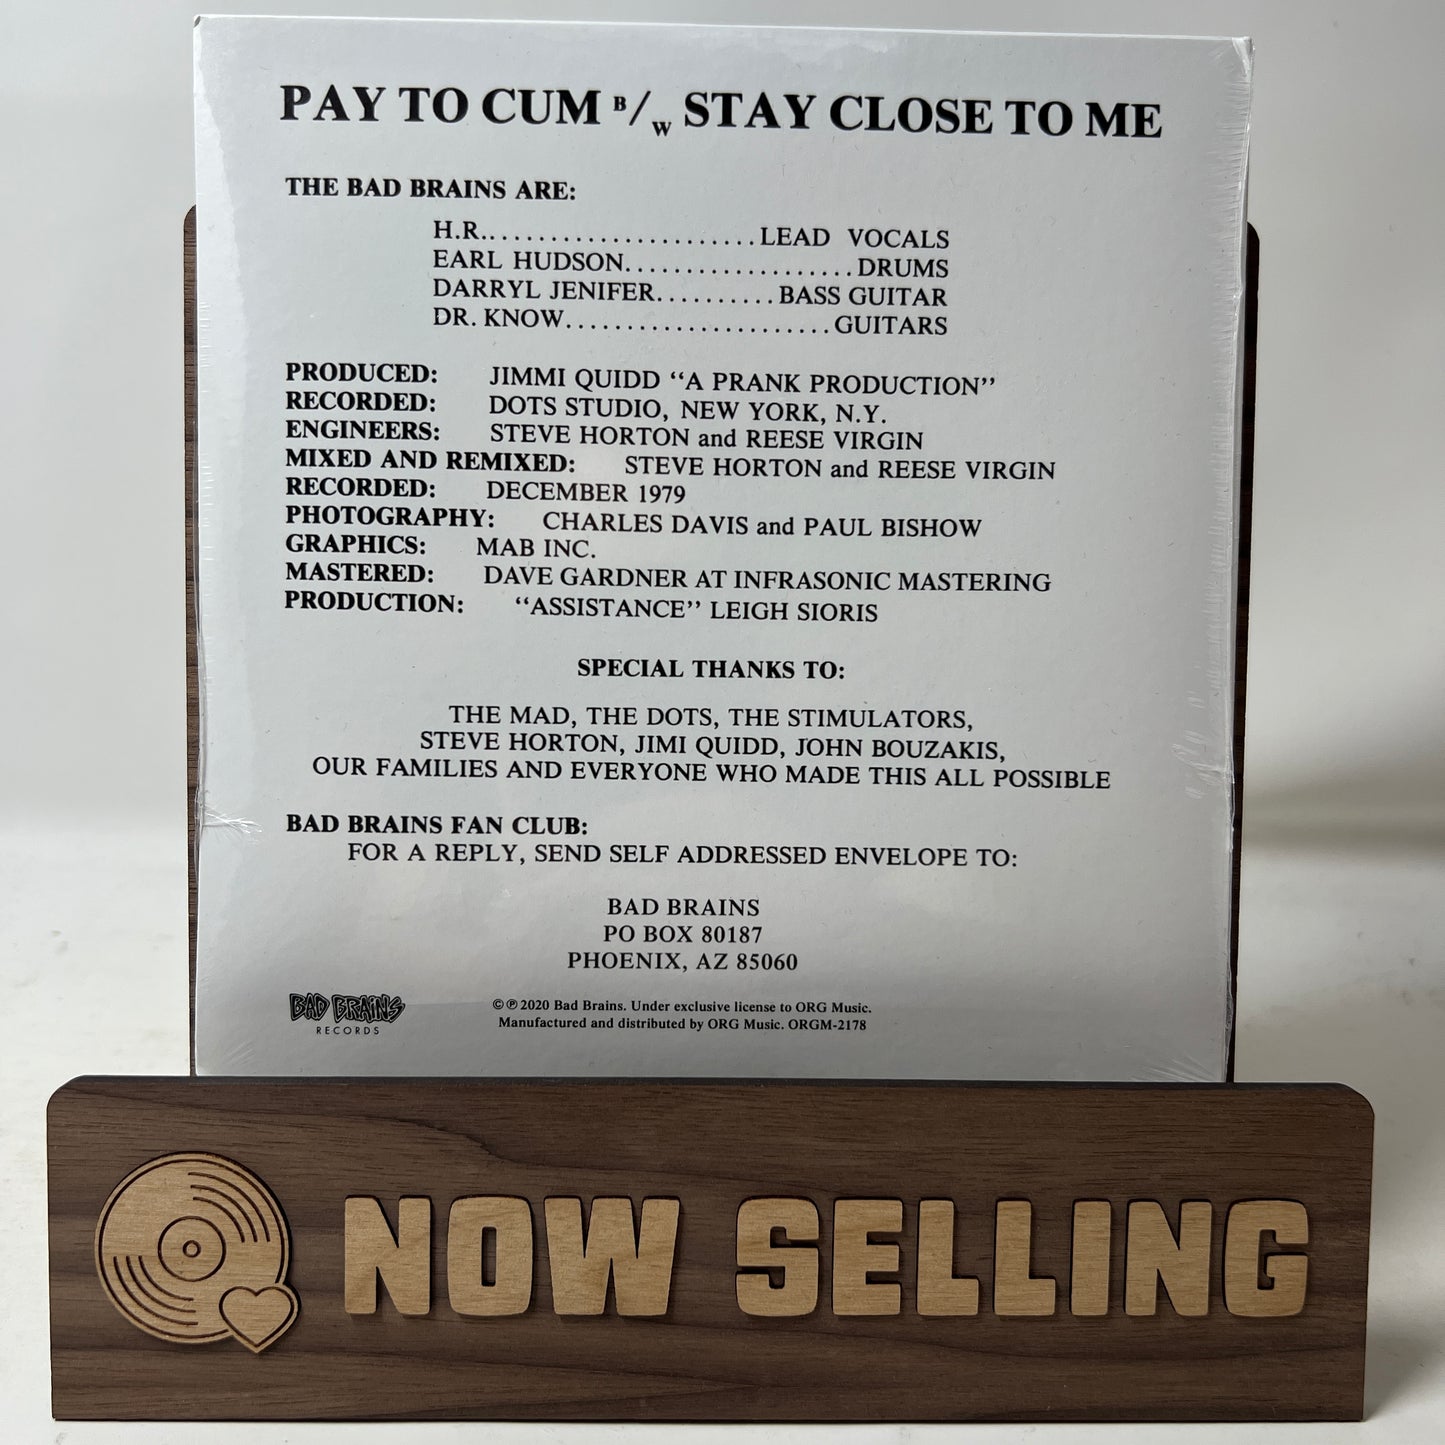 PAY TO CUM B/W STAY CLOSE TO ME
THE BAD BRAINS ARE:
H.R.......................LEAD VOCALS
EARL HUDSON...................DRUMS
DARRYL JENIFER..........BASS GUITAR
DR. KNOW......................GUITARS
PRODUCED: JIMMI QUIDD “A PRANK PRODUCTION”
RECORDED: DOTS STUDIO, NEW YORK, N.Y.
ENGINEERS: STEVE HORTON and REESE VIRGIN
MIXED AND REMIXED: STEVE HORTON and REESE VIRGIN
RECORDED: DECEMBER 1979
PHOTOGRAPHY: CHARLES DAVIS and PAUL BISHOW
GRAPHICS: MAB INC.
MASTERED: DAVE GARDNER AT INFRASONIC MASTERING
PRODUCTION: “ASSISTANCE” LEIGH SIORIS
SPECIAL THANKS TO:
THE MAD, THE DOTS, THE STIMULATORS,
STEVE HORTON, JIMI QUIDD, JOHN BOUZAKIS,
OUR FAMILIES AND EVERYONE WHO MADE THIS ALL POSSIBLE
BAD BRAINS FAN CLUB:
FOR A REPLY, SEND SELF ADDRESSED ENVELOPE TO:
BAD BRAINS
PO BOX 80187
PHOENIX, AZ 85060
BAD BRAINS
RECORDS
©℗ 2020 Bad Brains. Under exclusive license to ORG Music.
Manufactured and distributed by ORG Music. ORGM-2178
NOW SELLING